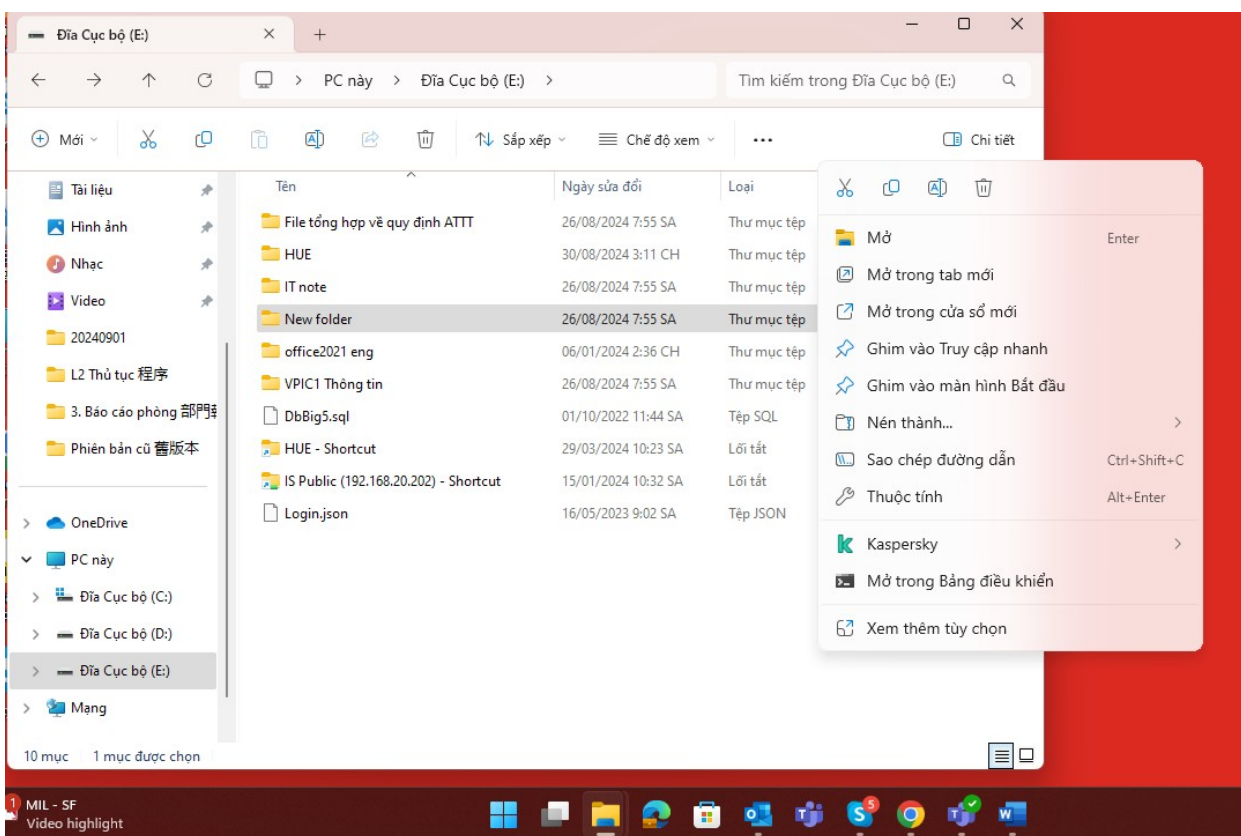 Đĩa Cục bộ (E:)
PC này > Đĩa Cục bộ (E:) >
Tìm kiếm trong Đĩa Cục bộ (E:)
Mới
Sắp xếp
Chế độ xem
Chi tiết
Tài liệu
Hình ảnh
Nhạc
Video
20240901
L2 Thủ tục 程序
3. Báo cáo phòng 部門
Phiên bản cũ 舊版本
OneDrive
PC này
Đĩa Cục bộ (C:)
Đĩa Cục bộ (D:)
Đĩa Cục bộ (E:)
Mạng
Tên Ngày sửa đổi Loại
File tổng hợp về quy định ATTT 26/08/2024 7:55 SA Thư mục tệp
HUE 30/08/2024 3:11 CH Thư mục tệp
IT note 26/08/2024 7:55 SA Thư mục tệp
New folder 26/08/2024 7:55 SA Thư mục tệp
office2021 eng 06/01/2024 2:36 CH Thư mục tệp
VPIC1 Thông tin 26/08/2024 7:55 SA Thư mục tệp
DbBig5.sql 01/10/2022 11:44 SA Tệp SQL
HUE - Shortcut 29/03/2024 10:23 SA Lối tắt
IS Public (192.168.20.202) - Shortcut 15/01/2024 10:32 SA Lối tắt
Login.json 16/05/2023 9:02 SA Tệp JSON
Mở Enter
Mở trong tab mới
Mở trong cửa sổ mới
Ghim vào Truy cập nhanh
Ghim vào màn hình Bắt đầu
Nén thành...
Sao chép đường dẫn Ctrl+Shift+C
Thuộc tính Alt+Enter
Kaspersky
Mở trong Bảng điều khiển
Xem thêm tùy chọn
10 mục 1 mục được chọn
1
MIL - SF
Video highlight
5